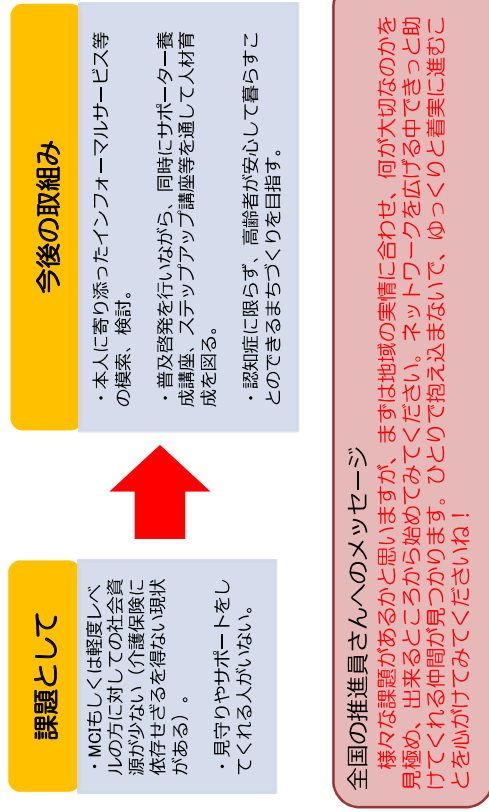 課題として
・MCIもしくは軽度レベ
ルの方に対しての社会資
源が少ない（介護保険に
依存せざるを得ない現状
がある）。
・見守りやサポートをし
てくれる人がいない。
今後の取組み
・本人に寄り添ったインフォーマルサービス等
の模索、検討。
・普及啓発を行いながら、同時にサポーター養
成講座、ステップアップ講座等を通して人材育
成を図る。
・認知症に限らず、高齢者が安心して暮らすこ
とのできるまちづくりを目指す。
全国の推進員さんへのメッセージ
様々な課題があるかと思いますが、まずは地域の実情に合わせ、何が大切なのかを
見極め、出来るところから始めてみてください。ネットワークを広げる中できっと助
けてくれる仲間が見つかります。ひとりで抱え込まないで、ゆっくりと着実に進むこ
とを心がけてみてくださいね！